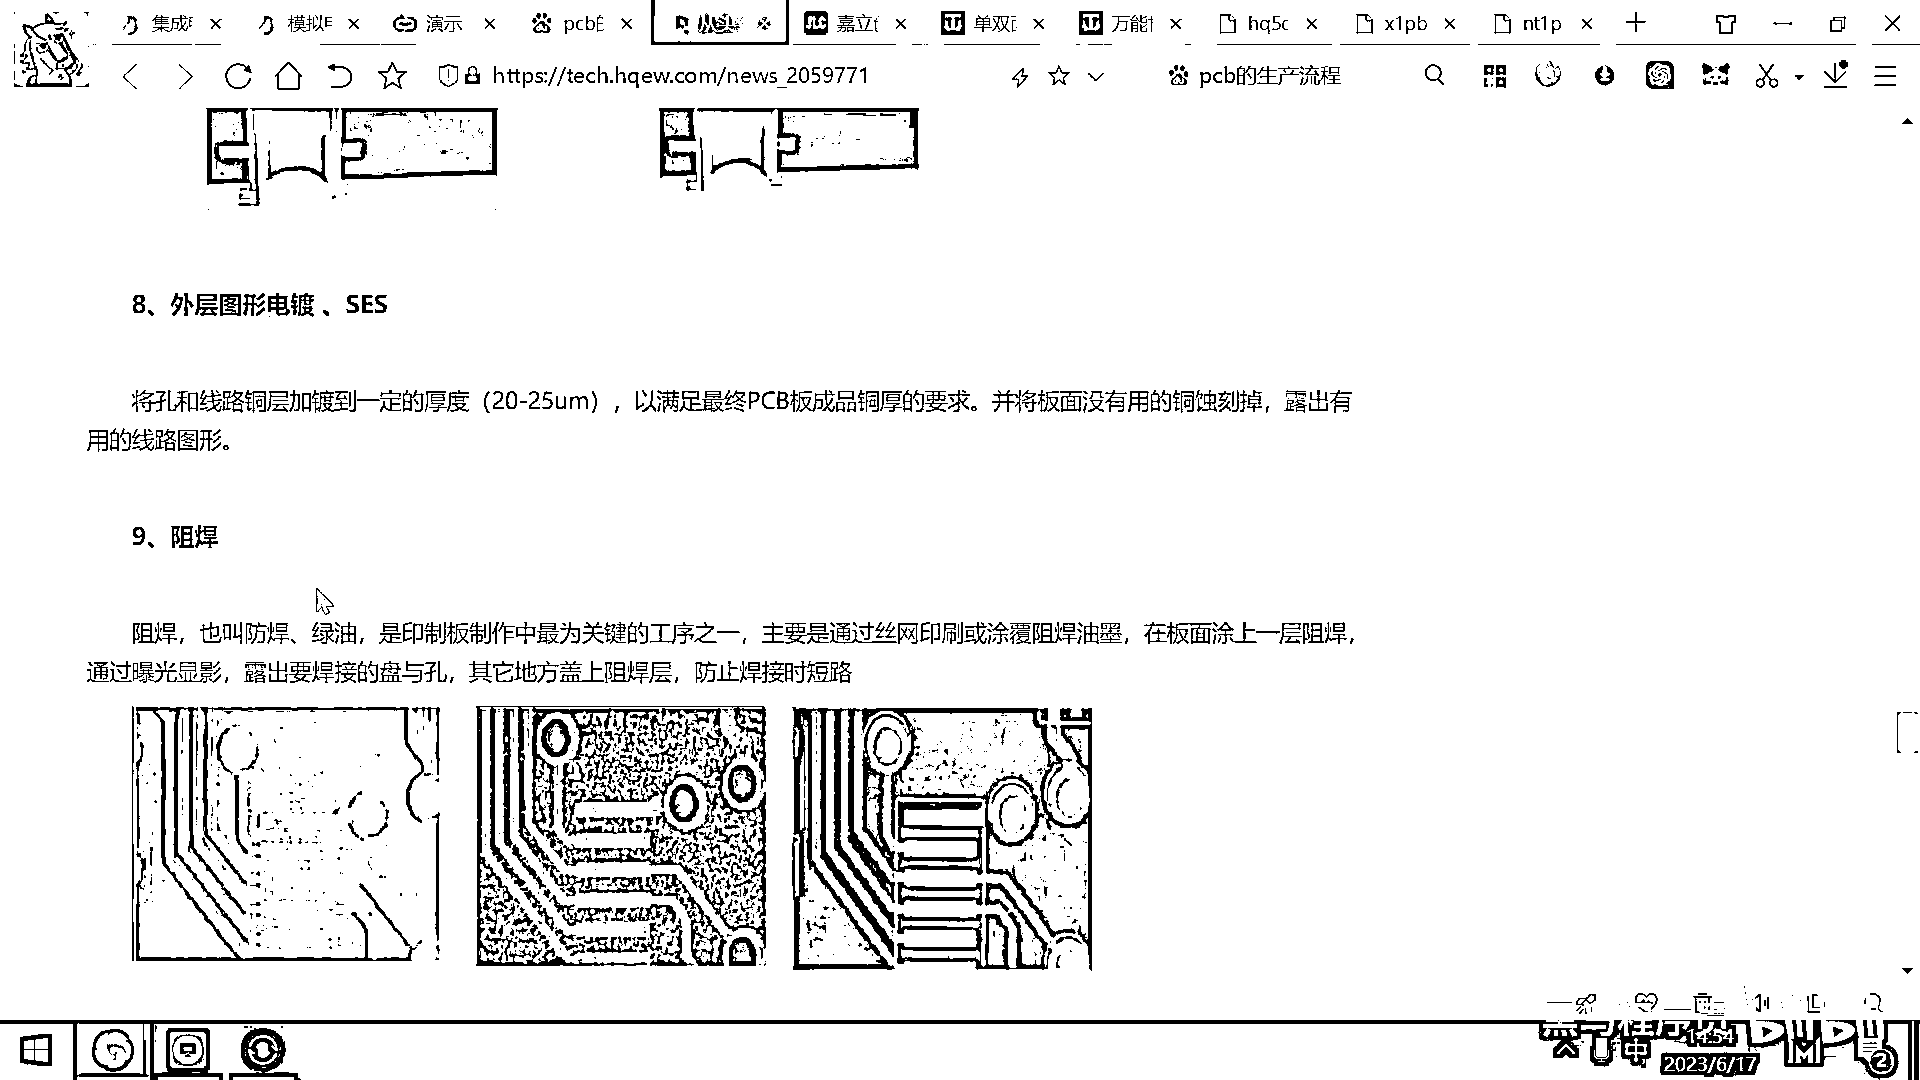 集成
模拟
演示
pcb
嘉立
单双
万能
hq5c
x1pb
nt1p
https://tech.hqew.com/news_2059771
pcb的生产流程
8、外层图形电镀 、SES
将孔和线路铜层加镀到一定的厚度（20-25um），以满足最终PCB板成品铜厚的要求。并将板面没有用的铜蚀刻掉，露出有
用的线路图形。
9、阻焊
阻焊，也叫防焊、绿油，是印制板制作中最为关键的工序之一，主要是通过丝网印刷或涂覆阻焊油墨，在板面涂上一层阻焊，
通过曝光显影，露出要焊接的盘与孔，其它地方盖上阻焊层，防止焊接时短路
中
14:54
2023/6/17
2